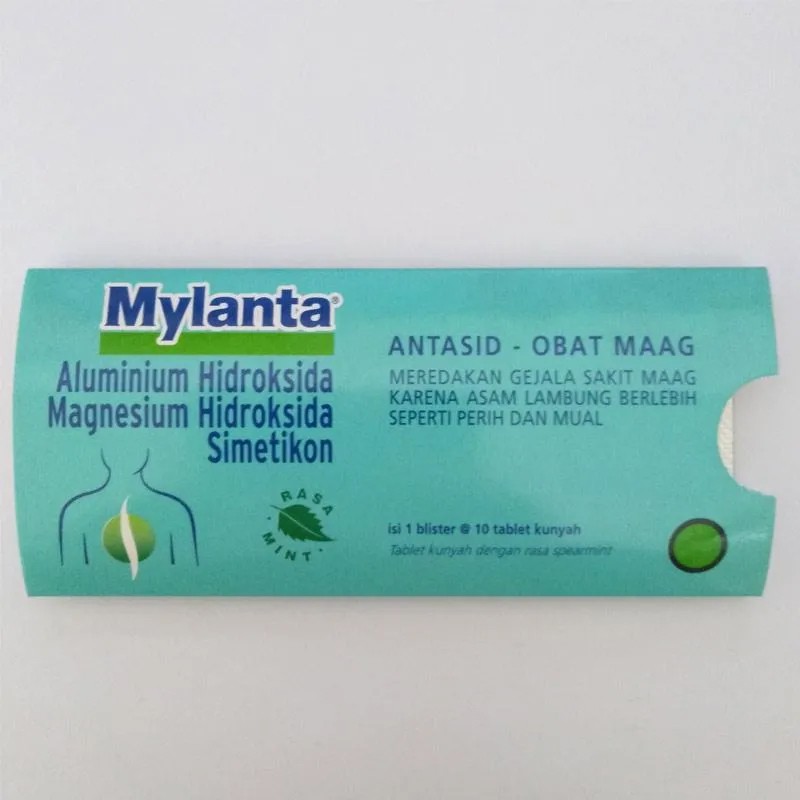 Mylanta®
Aluminium Hidroksida
Magnesium Hidroksida
Simetikon
RASA
MINT
ANTASID - OBAT MAAG
MEREDAKAN GEJALA SAKIT MAAG
KARENA ASAM LAMBUNG BERLEBIH
SEPERTI PERIH DAN MUAL
isi 1 blister @ 10 tablet kunyah
Tablet kunyah dengan rasa spearmint